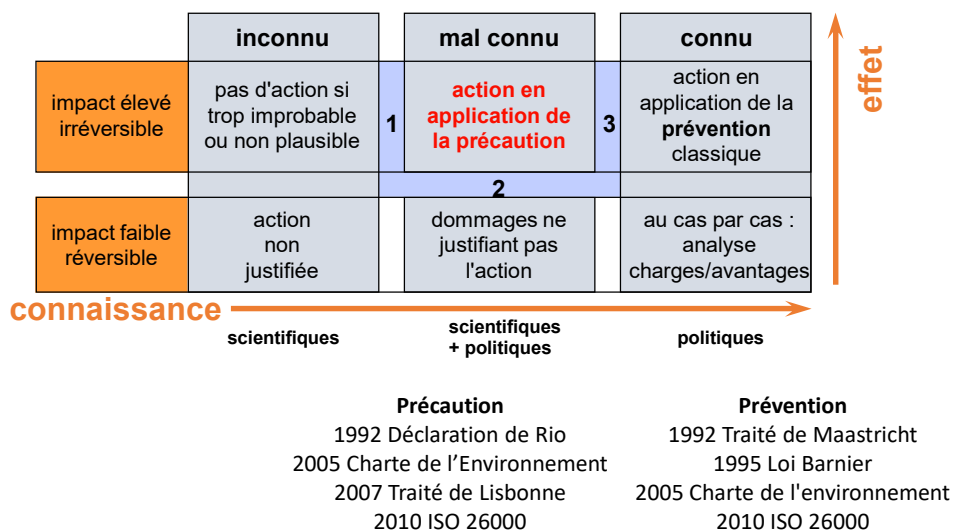 inconnu
mal connu
connu
effet
impact élevé
irréversible
pas d'action si
trop improbable
ou non plausible
1
action en
application de
la précaution
3
action en
application de la
prévention
classique
2
impact faible
réversible
action
non
justifiée
dommages ne
justifiant pas
l'action
au cas par cas :
analyse
charges/avantages
connaissance
scientifiques
scientifiques
+ politiques
politiques
Précaution
1992 Déclaration de Rio
2005 Charte de l’Environnement
2007 Traité de Lisbonne
2010 ISO 26000
Prévention
1992 Traité de Maastricht
1995 Loi Barnier
2005 Charte de l'environnement
2010 ISO 26000